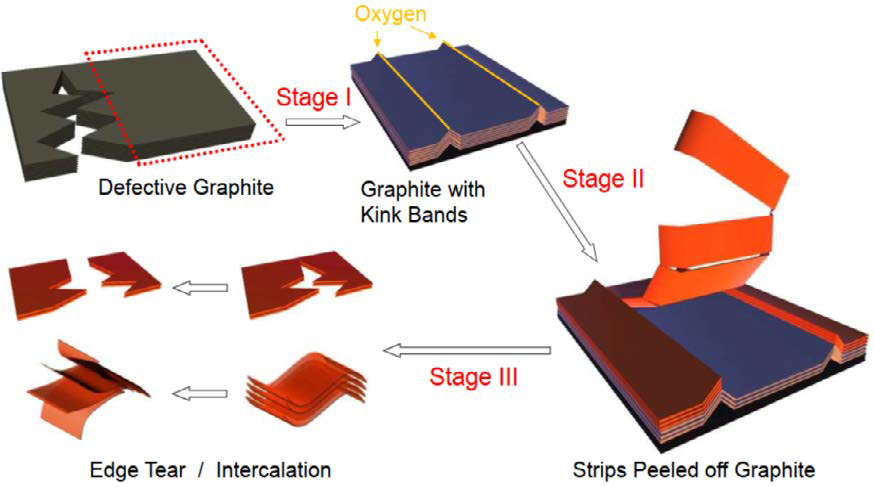 Oxygen
Stage I
Defective Graphite
Graphite with
Kink Bands
Stage II
Stage III
Edge Tear / Intercalation
Strips Peeled off Graphite